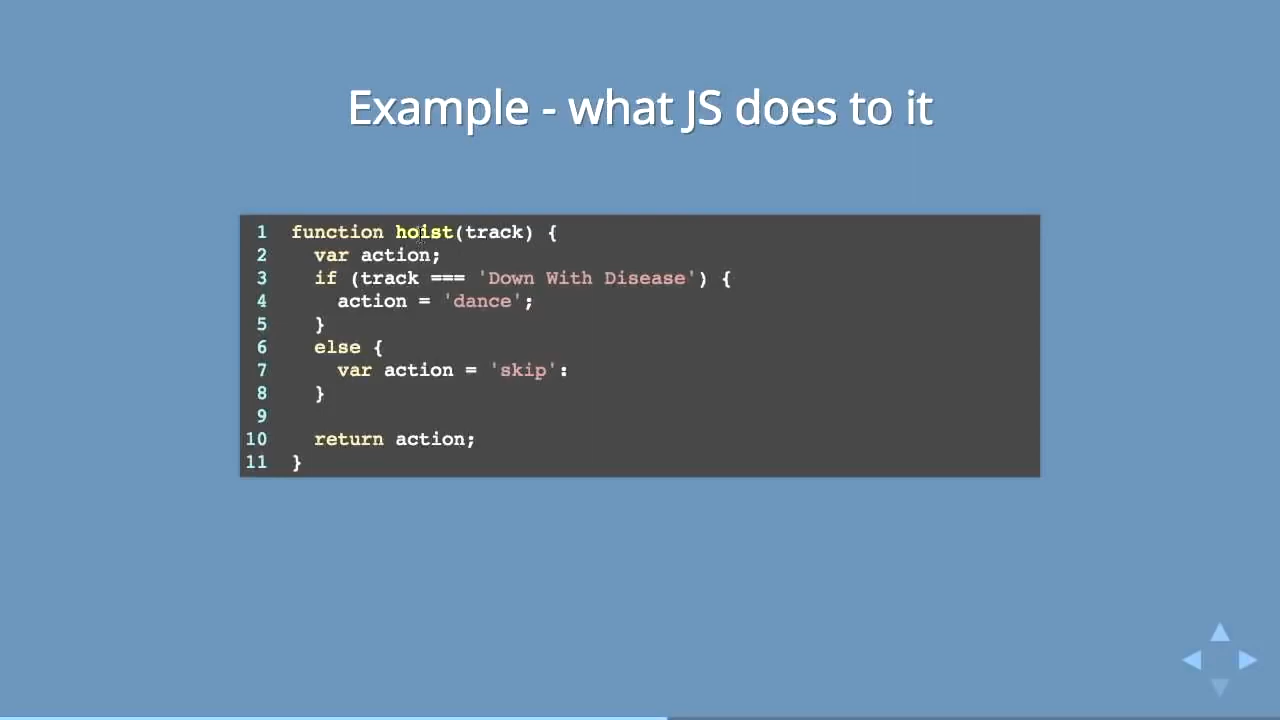 Example - what JS does to it
1 function hoist(track) {
2 var action;
3 if (track === 'Down With Disease') {
4 action = 'dance';
5 }
6 else {
7 var action = 'skip':
8 }
9
10 return action;
11 }